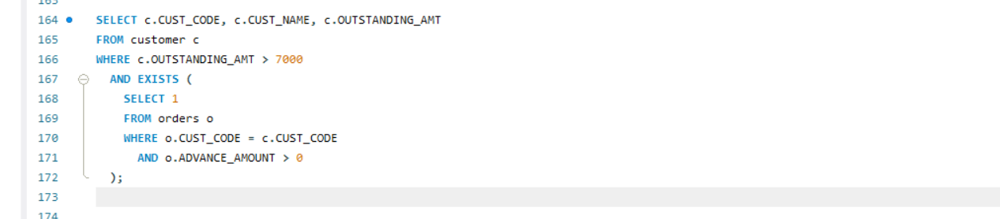 163
164 SELECT c.CUST_CODE, c.CUST_NAME, c.OUTSTANDING_AMT
165 FROM customer c
166 WHERE c.OUTSTANDING_AMT > 7000
167 AND EXISTS (
168 SELECT 1
169 FROM orders o
170 WHERE o.CUST_CODE = c.CUST_CODE
171 AND o.ADVANCE_AMOUNT > 0
172 );
173
174